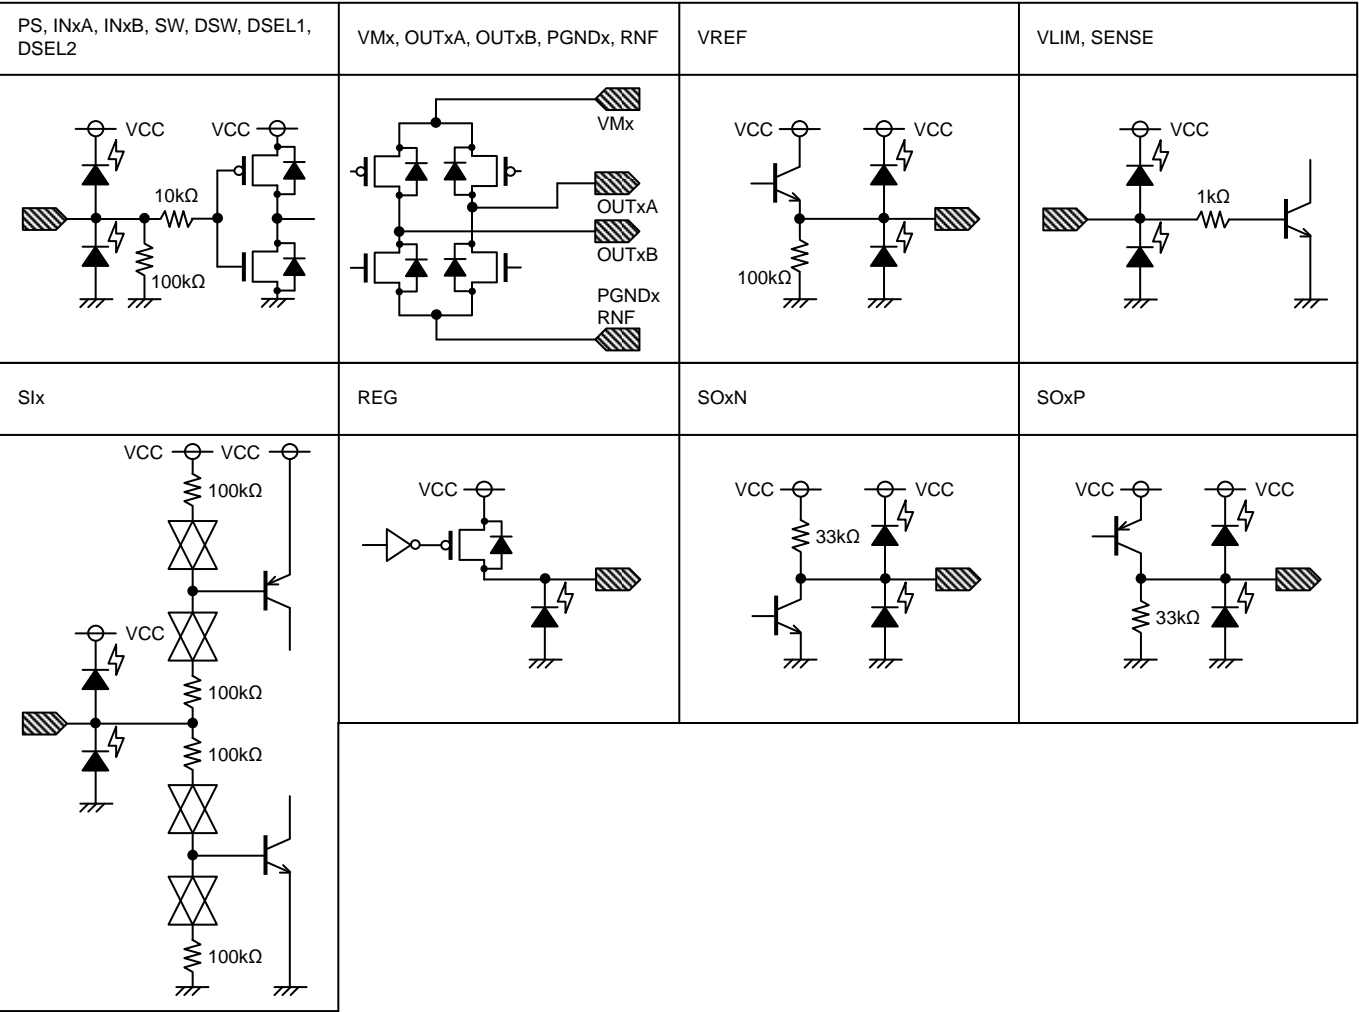 PS, INxA, INxB, SW, DSW, DSEL1,
DSEL2
VMx, OUTxA, OUTxB, PGNDx, RNF
VREF
VLIM, SENSE
VCC
VCC
10kΩ
100kΩ
VMx
OUTxA
OUTxB
PGNDx
RNF
VCC
VCC
100kΩ
VCC
1kΩ
SIx
REG
SOxN
SOxP
VCC
VCC
100kΩ
VCC
100kΩ
100kΩ
100kΩ
VCC
VCC
VCC
33kΩ
VCC
VCC
33kΩ